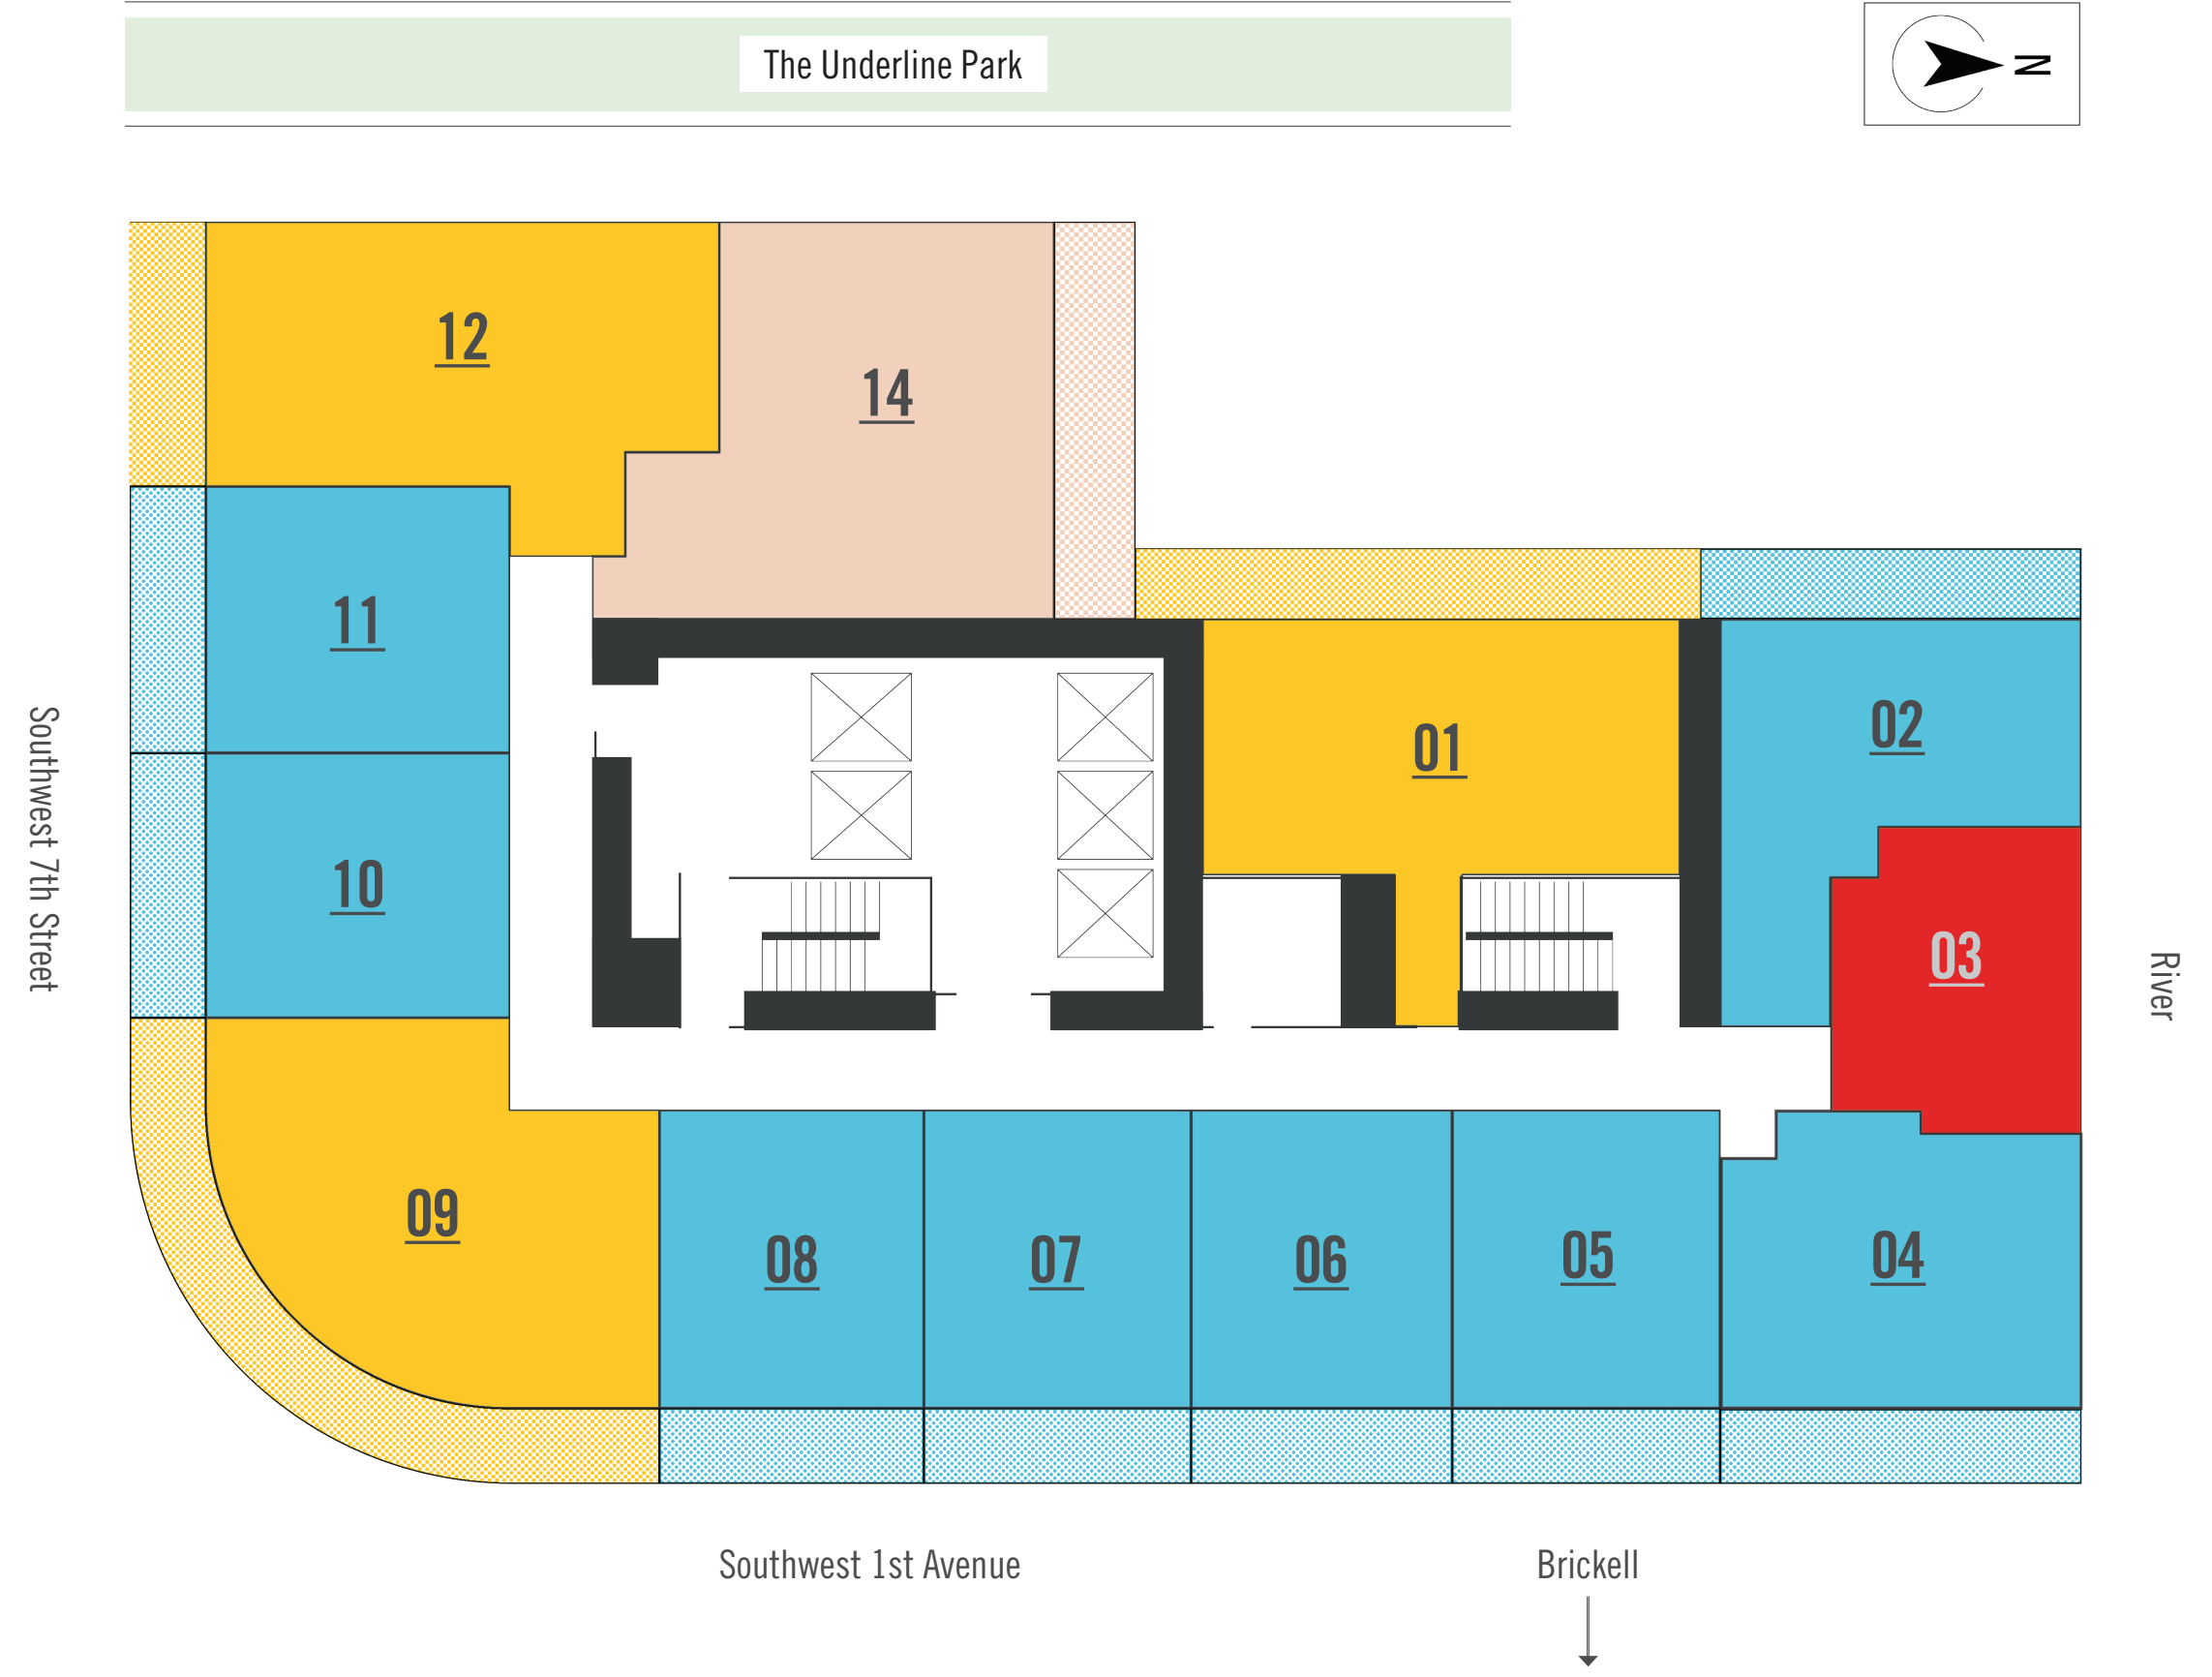 The Underline Park
N
12
14
11
01
02
10
03
Southwest 7th Street
River
09
08
07
06
05
04
Southwest 1st Avenue
Brickell